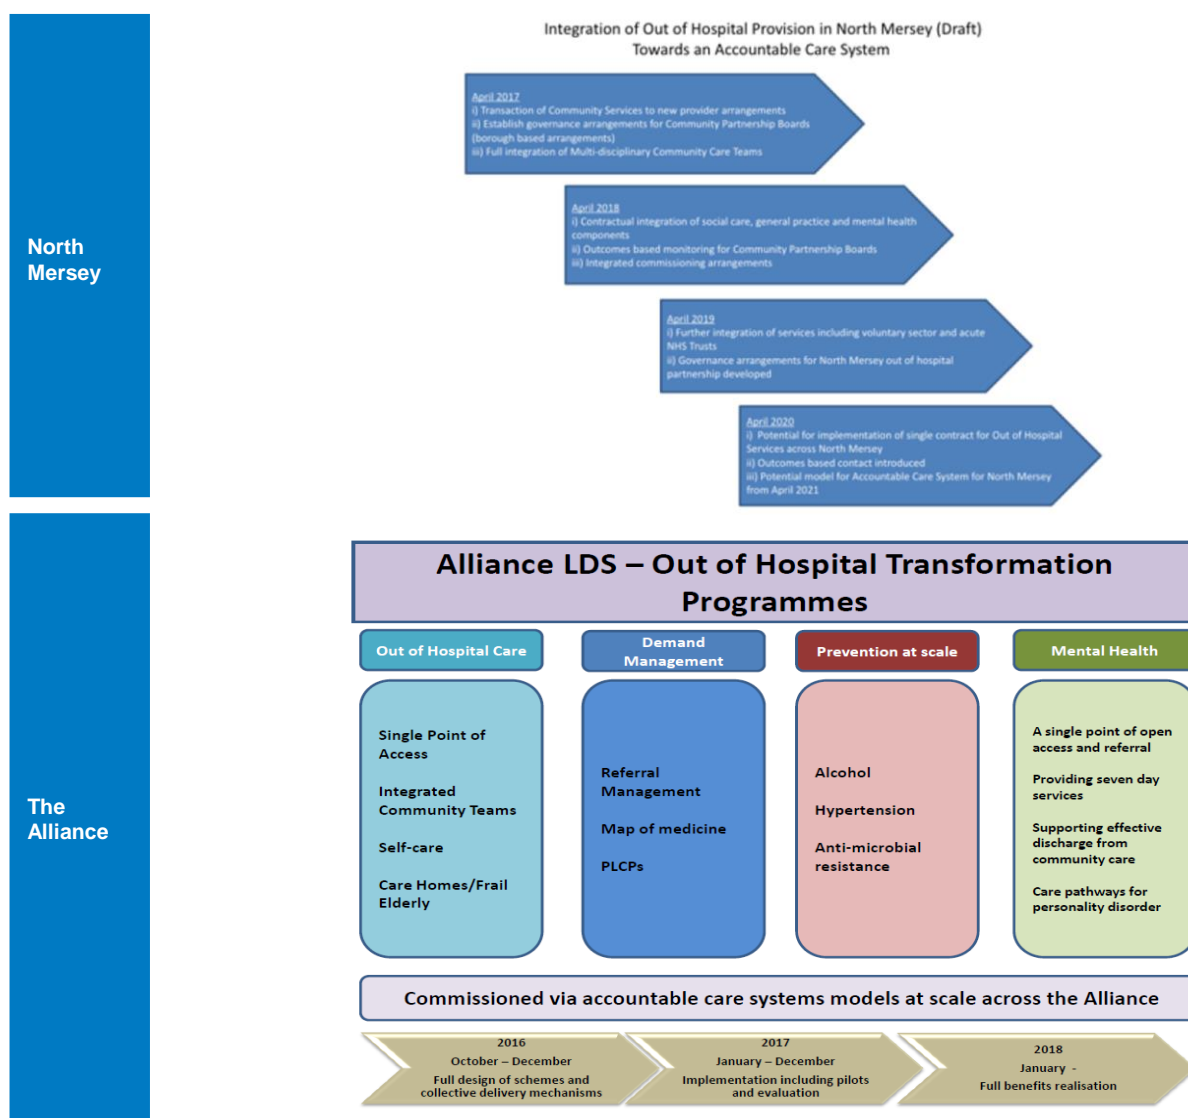 North
Mersey
Integration of Out of Hospital Provision in North Mersey (Draft)
Towards an Accountable Care System
April 2017
i) Transaction of Community Services to new provider arrangements
ii) Establish governance arrangements for Community Partnership Boards
(borough based arrangements)
iii) Full integration of Multi-disciplinary Community Care Teams
April 2018
i) Contractual integration of social care, general practice and mental health
components
ii) Outcomes based monitoring for Community Partnership Boards
iii) Integrated commissioning arrangements
April 2019
i) Further integration of services including voluntary sector and acute
NHS Trusts
ii) Governance arrangements for North Mersey out of hospital
partnership developed
April 2020
i) Potential for implementation of single contract for Out of Hospital
Services across North Mersey
ii) Outcomes based contact introduced
iii) Potential model for Accountable Care System for North Mersey
from April 2021
The
Alliance
Alliance LDS – Out of Hospital Transformation
Programmes
Out of Hospital Care
Single Point of
Access
Integrated
Community Teams
Self-care
Care Homes/Frail
Elderly
Demand
Management
Referral
Management
Map of medicine
PLCPs
Prevention at scale
Alcohol
Hypertension
Anti-microbial
resistance
Mental Health
A single point of open
access and referral
Providing seven day
services
Supporting effective
discharge from
community care
Care pathways for
personality disorder
Commissioned via accountable care systems models at scale across the Alliance
2016
October – December
Full design of schemes and
collective delivery mechanisms
2017
January – December
Implementation including pilots
and evaluation
2018
January -
Full benefits realisation